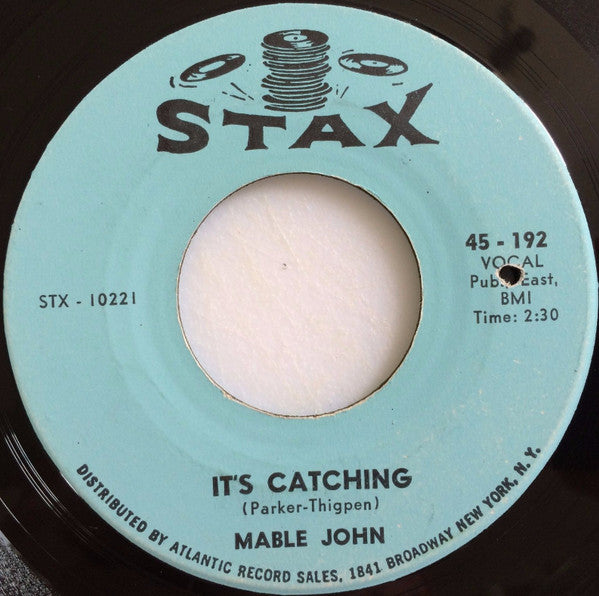 STAX
45 - 192
VOCAL
Pub. East,
BMI
Time: 2:30
STX - 10221
IT'S CATCHING
(Parker-Thigpen)
MABLE JOHN
DISTRIBUTED BY ATLANTIC RECORD SALES, 1841 BROADWAY NEW YORK, N.Y.